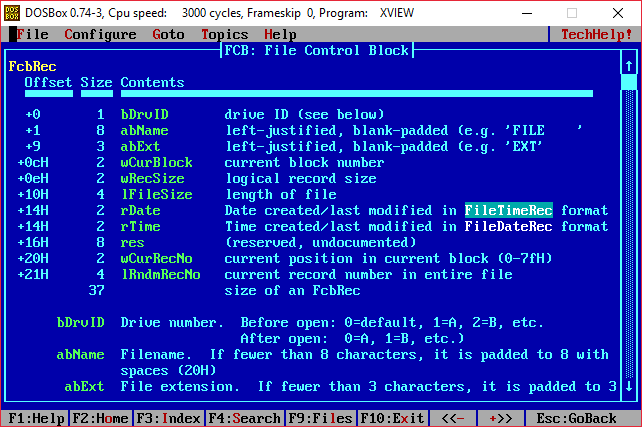 DOSBox 0.74-3, Cpu speed: 3000 cycles, Frameskip 0, Program: XVIEW
File Configure Goto Topics Help TechHelp!
FCB: File Control Block
FcbRec
Offset Size Contents
+0 1 bDrvID drive ID (see below)
+1 8 abName left-justified, blank-padded (e.g. 'FILE    '
+9 3 abExt left-justified, blank-padded (e.g. 'EXT'
+0cH 2 wCurBlock current block number
+0eH 2 wRecSize logical record size
+10H 4 lFileSize length of file
+14H 2 rDate Date created/last modified in FileTimeRec format
+14H 2 rTime Time created/last modified in FileDateRec format
+16H 8 res (reserved, undocumented)
+20H 2 wCurRecNo current position in current block (0-7fH)
+21H 4 lRndmRecNo current record number in entire file
37 size of an FcbRec
bDrvID Drive number. Before open: 0=default, 1=A, 2=B, etc.
After open: 0=A, 1=B, etc.)
abName Filename. If fewer than 8 characters, it is padded to 8 with
spaces (20H)
abExt File extension. If fewer than 3 characters, it is padded to 3
F1:Help F2:Home F3:Index F4:Search F9:Files F10:Exit <<- +>> Esc:GoBack